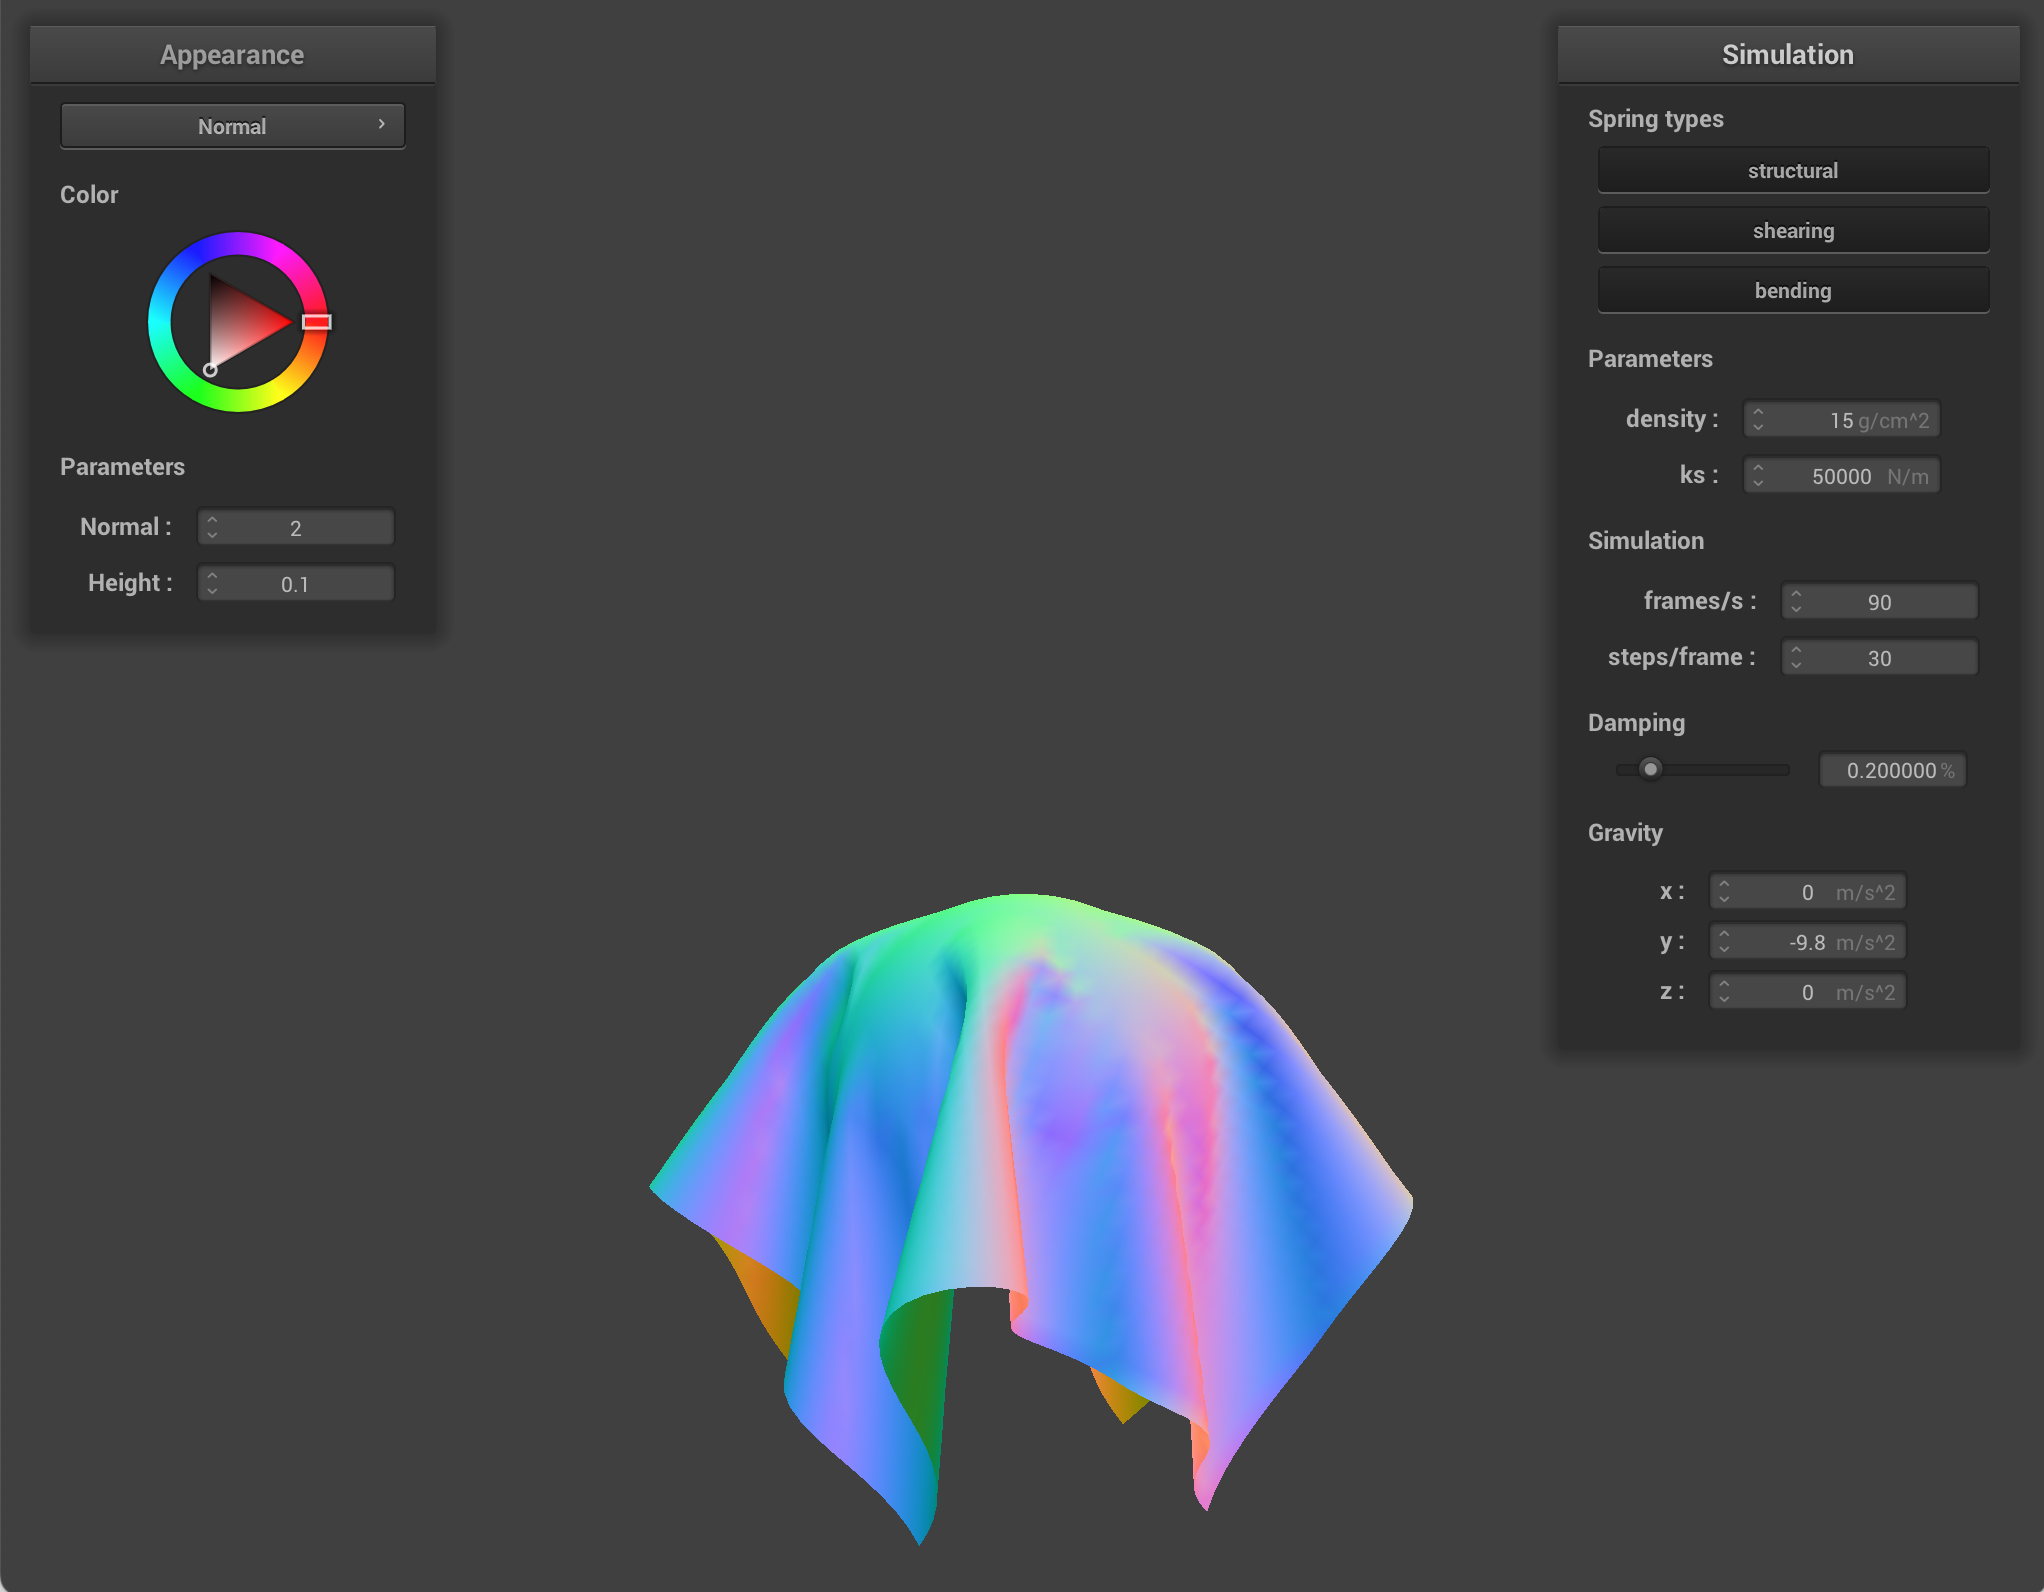 Appearance
Normal
Color
Parameters
Normal : 2
Height : 0.1
Simulation
Spring types
structural
shearing
bending
Parameters
density : 15 g/cm^2
ks : 50000 N/m
Simulation
frames/s : 90
steps/frame : 30
Damping
0.200000 %
Gravity
x : 0 m/s^2
y : -9.8 m/s^2
z : 0 m/s^2